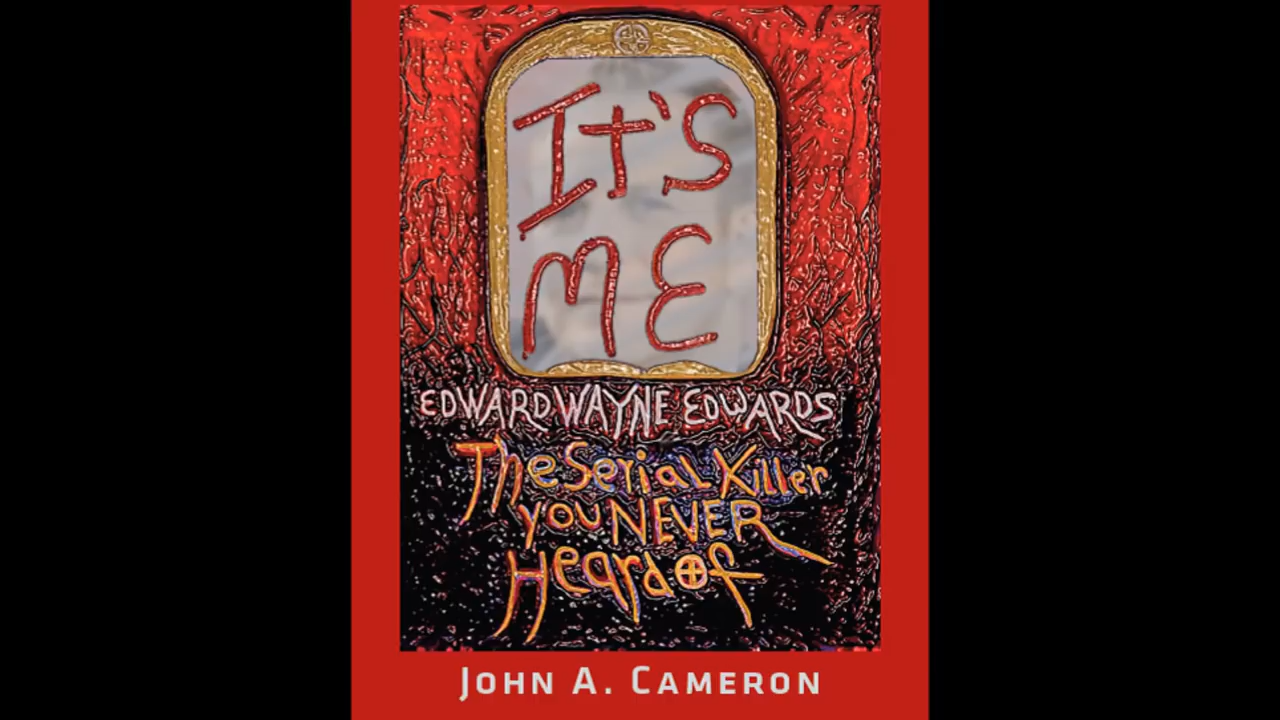 It's
ME
EDWARD WAYNE EDWARDS
The Serial Killer
you NEVER
Heard of
JOHN A. CAMERON